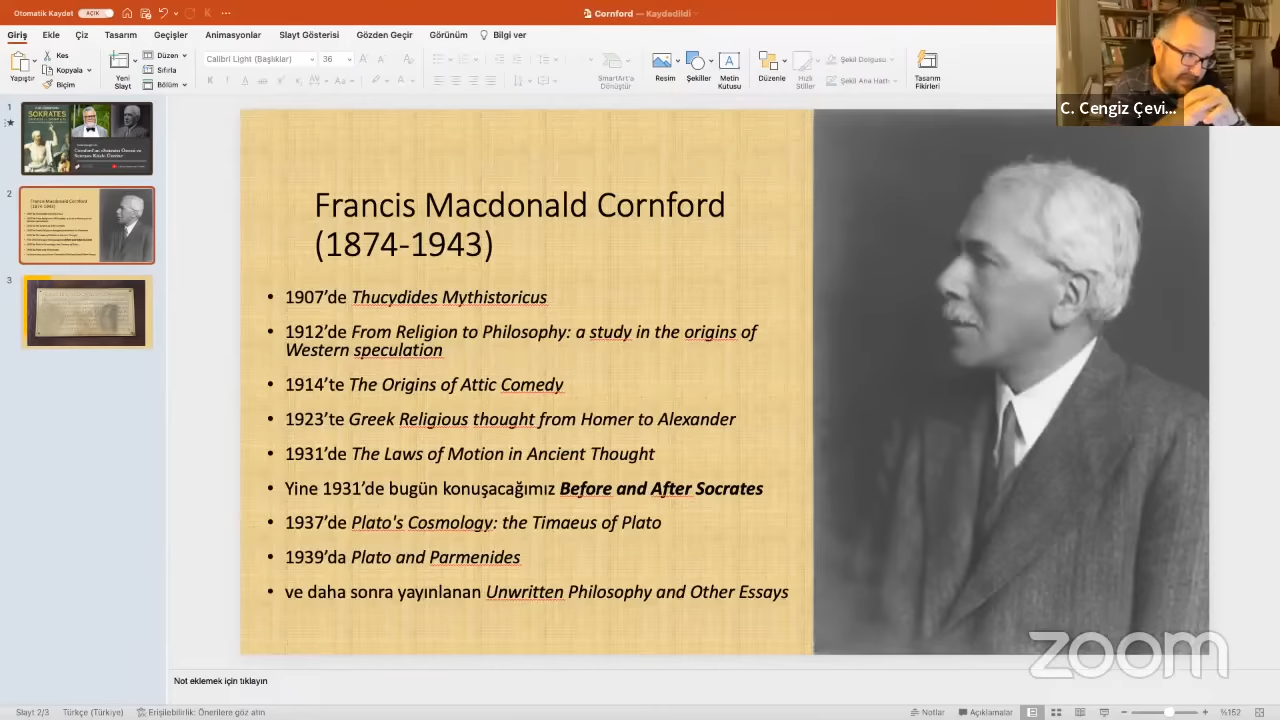 Otomatik Kaydet AÇIK
Cornford — Kaydedildi
Giriş Ekle Çiz Tasarım Geçişler Animasyonlar Slayt Gösterisi Gözden Geçir Görünüm Bilgi ver
Yapıştır
Kes
Kopyala
Biçim
Yeni Slayt
Düzen
Sıfırla
Bölüm
Calibri Light (Başlıklar) 36
SmartArt'a Dönüştür
Resim
Şekiller
Metin Kutusu
Düzenle
Hızlı Stiller
Şekil Dolgusu
Şekil Ana Hattı
Tasarım Fikirleri
C. Cengiz Çevi...
1
SOKRATES
2
3
Francis Macdonald Cornford
(1874-1943)
• 1907’de Thucydides Mythistoricus
• 1912’de From Religion to Philosophy: a study in the origins of
Western speculation
• 1914’te The Origins of Attic Comedy
• 1923’te Greek Religious thought from Homer to Alexander
• 1931’de The Laws of Motion in Ancient Thought
• Yine 1931’de bugün konuşacağımız Before and After Socrates
• 1937’de Plato's Cosmology: the Timaeus of Plato
• 1939’da Plato and Parmenides
• ve daha sonra yayınlanan Unwritten Philosophy and Other Essays
zoom
Not eklemek için tıklayın
Slayt 2/3 Türkçe (Türkiye) Erişilebilirlik: Önerilere göz atın Notlar Açıklamalar %152